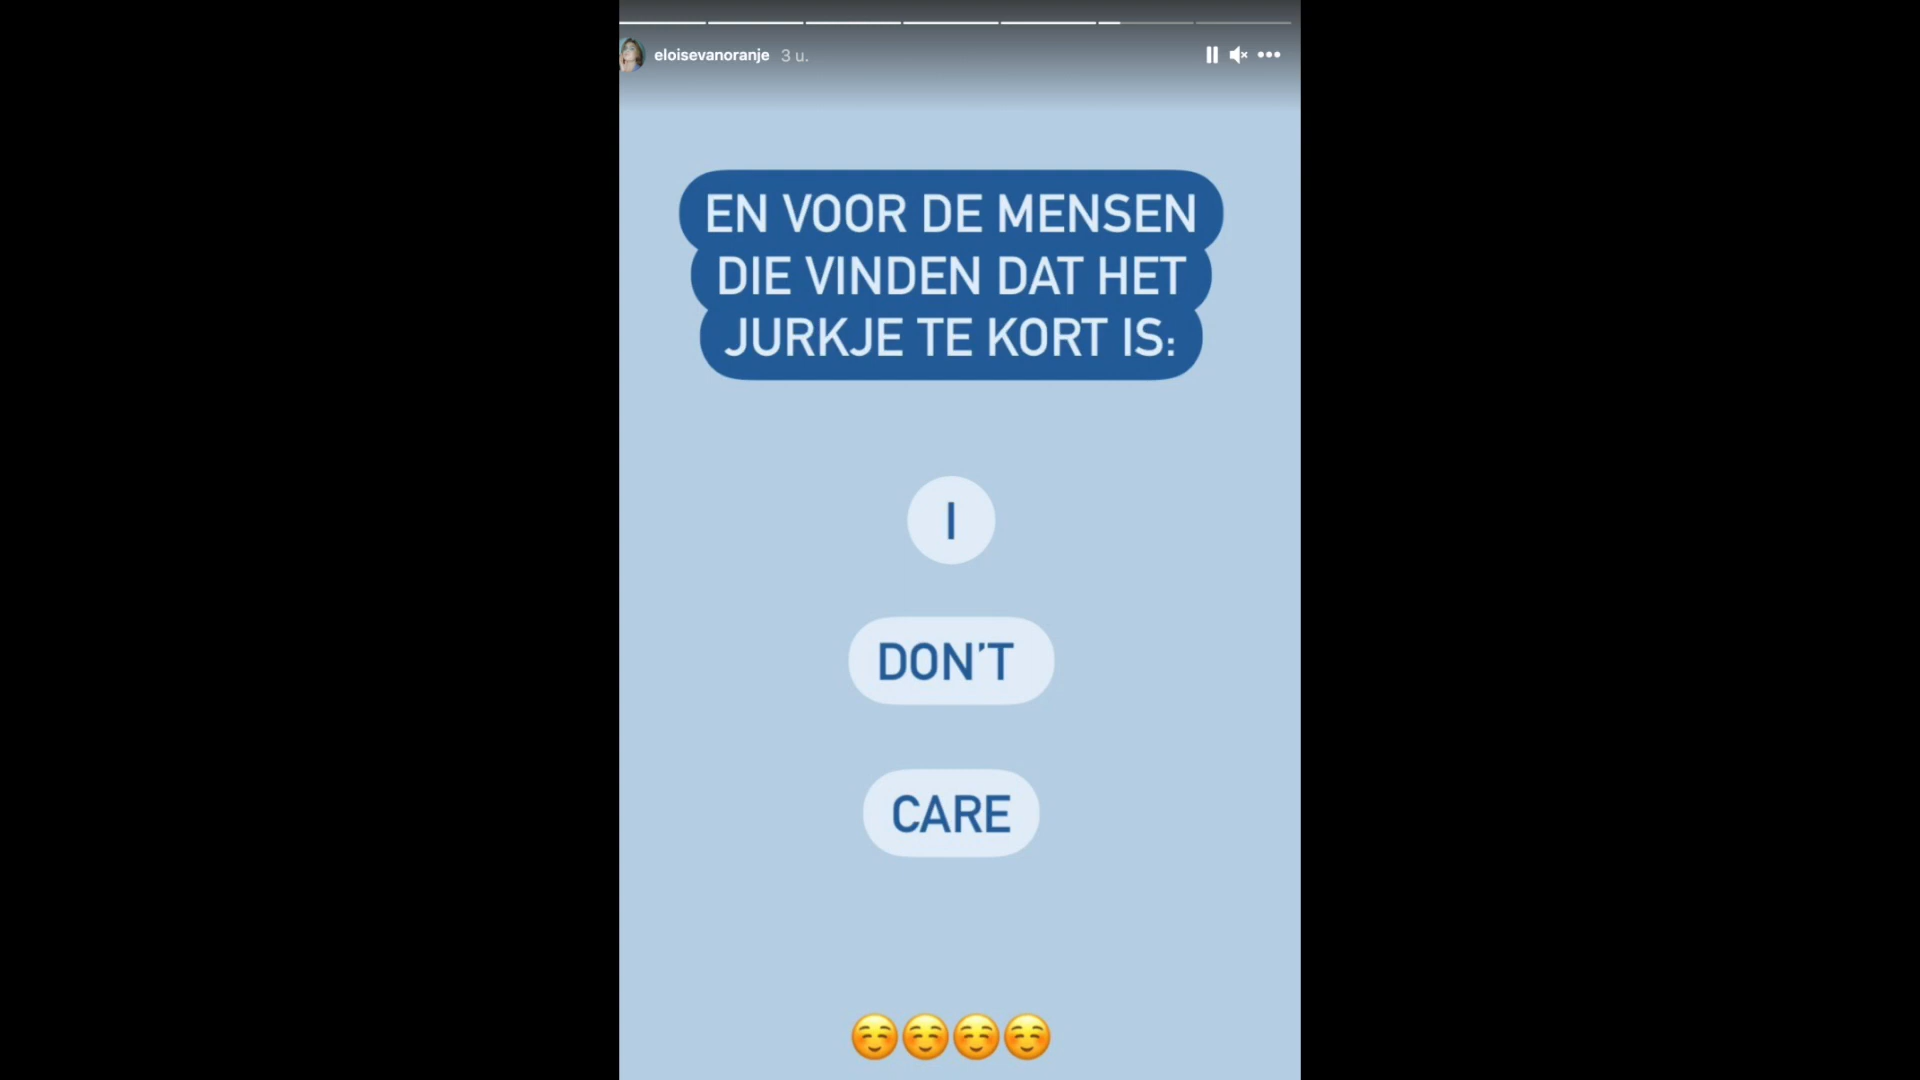 eloisevanoranje 3 u.
EN VOOR DE MENSEN
DIE VINDEN DAT HET
JURKJE TE KORT IS:
I
DON'T
CARE
☺️☺️☺️☺️